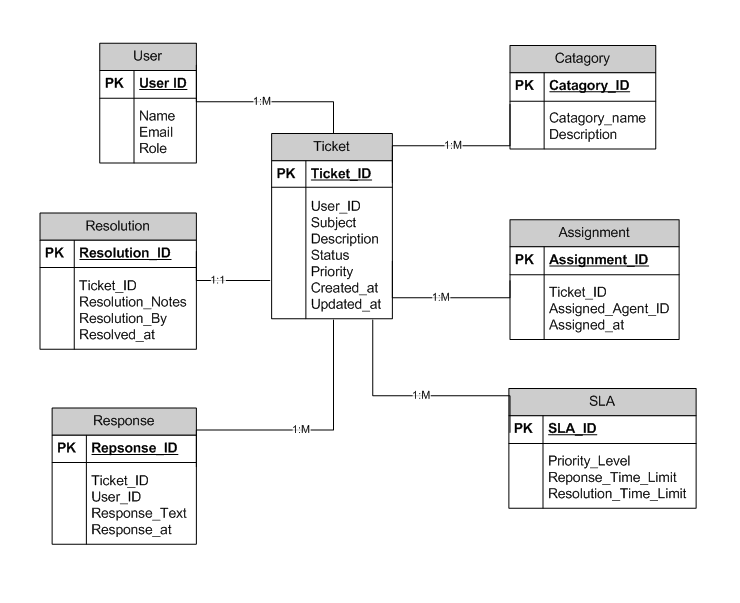 User
PK User ID
Name
Email
Role
1:M
Catagory
PK Catagory_ID
Catagory_name
Description
1:M
Ticket
PK Ticket_ID
User_ID
Subject
Description
Status
Priority
Created_at
Updated_at
Resolution
PK Resolution_ID
Ticket_ID
Resolution_Notes
Resolution_By
Resolved_at
1:1
Assignment
PK Assignment_ID
Ticket_ID
Assigned_Agent_ID
Assigned_at
1:M
Response
PK Repsonse_ID
Ticket_ID
User_ID
Response_Text
Response_at
1:M
SLA
PK SLA_ID
Priority_Level
Reponse_Time_Limit
Resolution_Time_Limit
1:M